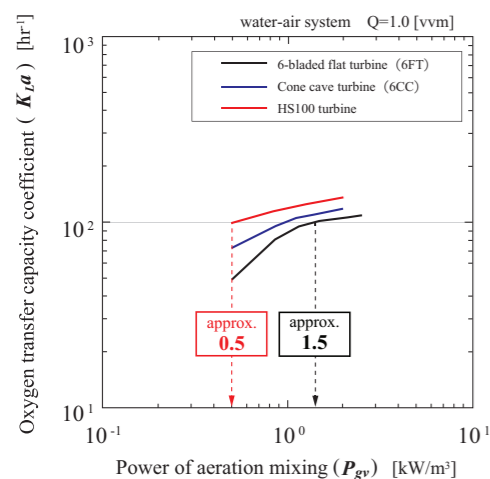 water-air system Q=1.0 [vvm]
Oxygen transfer capacity coefficient ( KLa ) [hr⁻¹]
10³
10²
10¹
6-bladed flat turbine (6FT)
Cone cave turbine (6CC)
HS100 turbine
approx.
0.5
approx.
1.5
10⁻¹
10⁰
10¹
Power of aeration mixing (Pgv) [kW/m³]